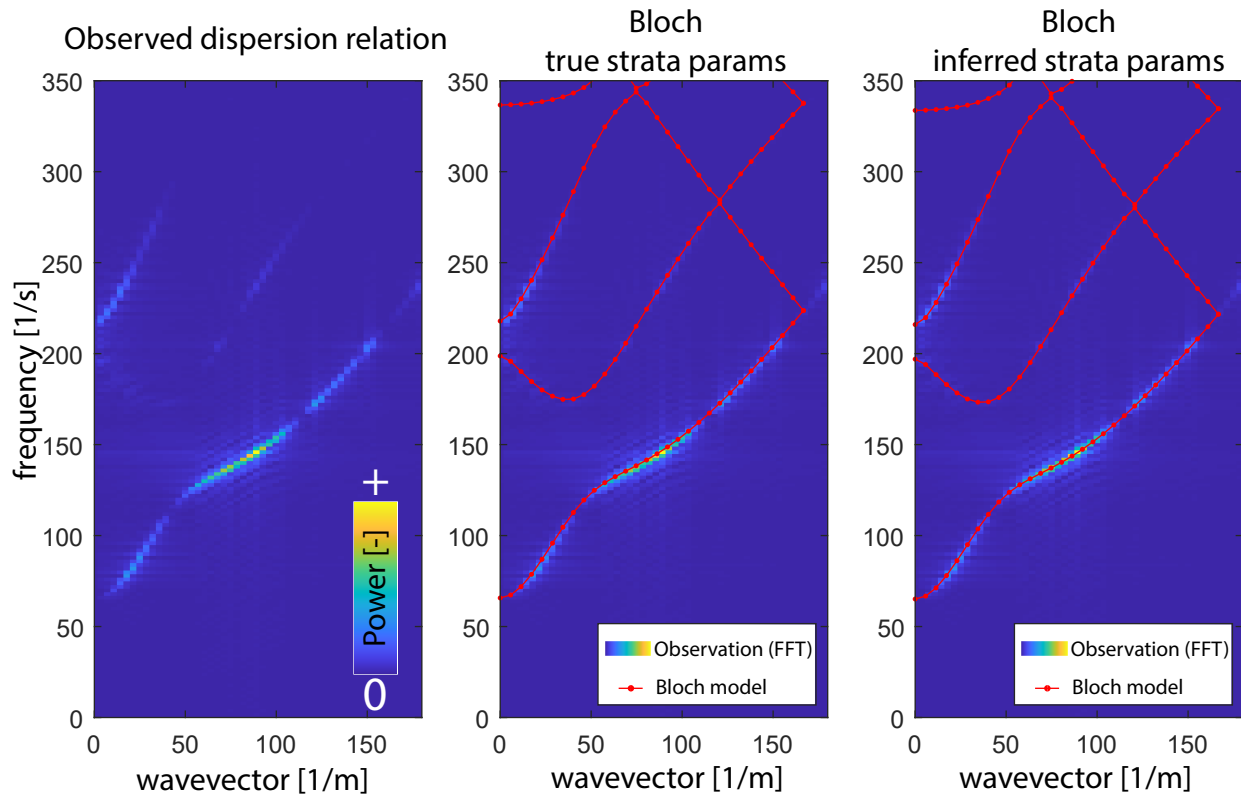 Observed dispersion relation
Bloch
true strata params
Bloch
inferred strata params
frequency [1/s]
350
300
250
200
150
100
50
0
0
50
100
150
wavevector [1/m]
+
Power [-]
0
350
300
250
200
150
100
50
0
0
50
100
150
wavevector [1/m]
Observation (FFT)
Bloch model
350
300
250
200
150
100
50
0
0
50
100
150
wavevector [1/m]
Observation (FFT)
Bloch model